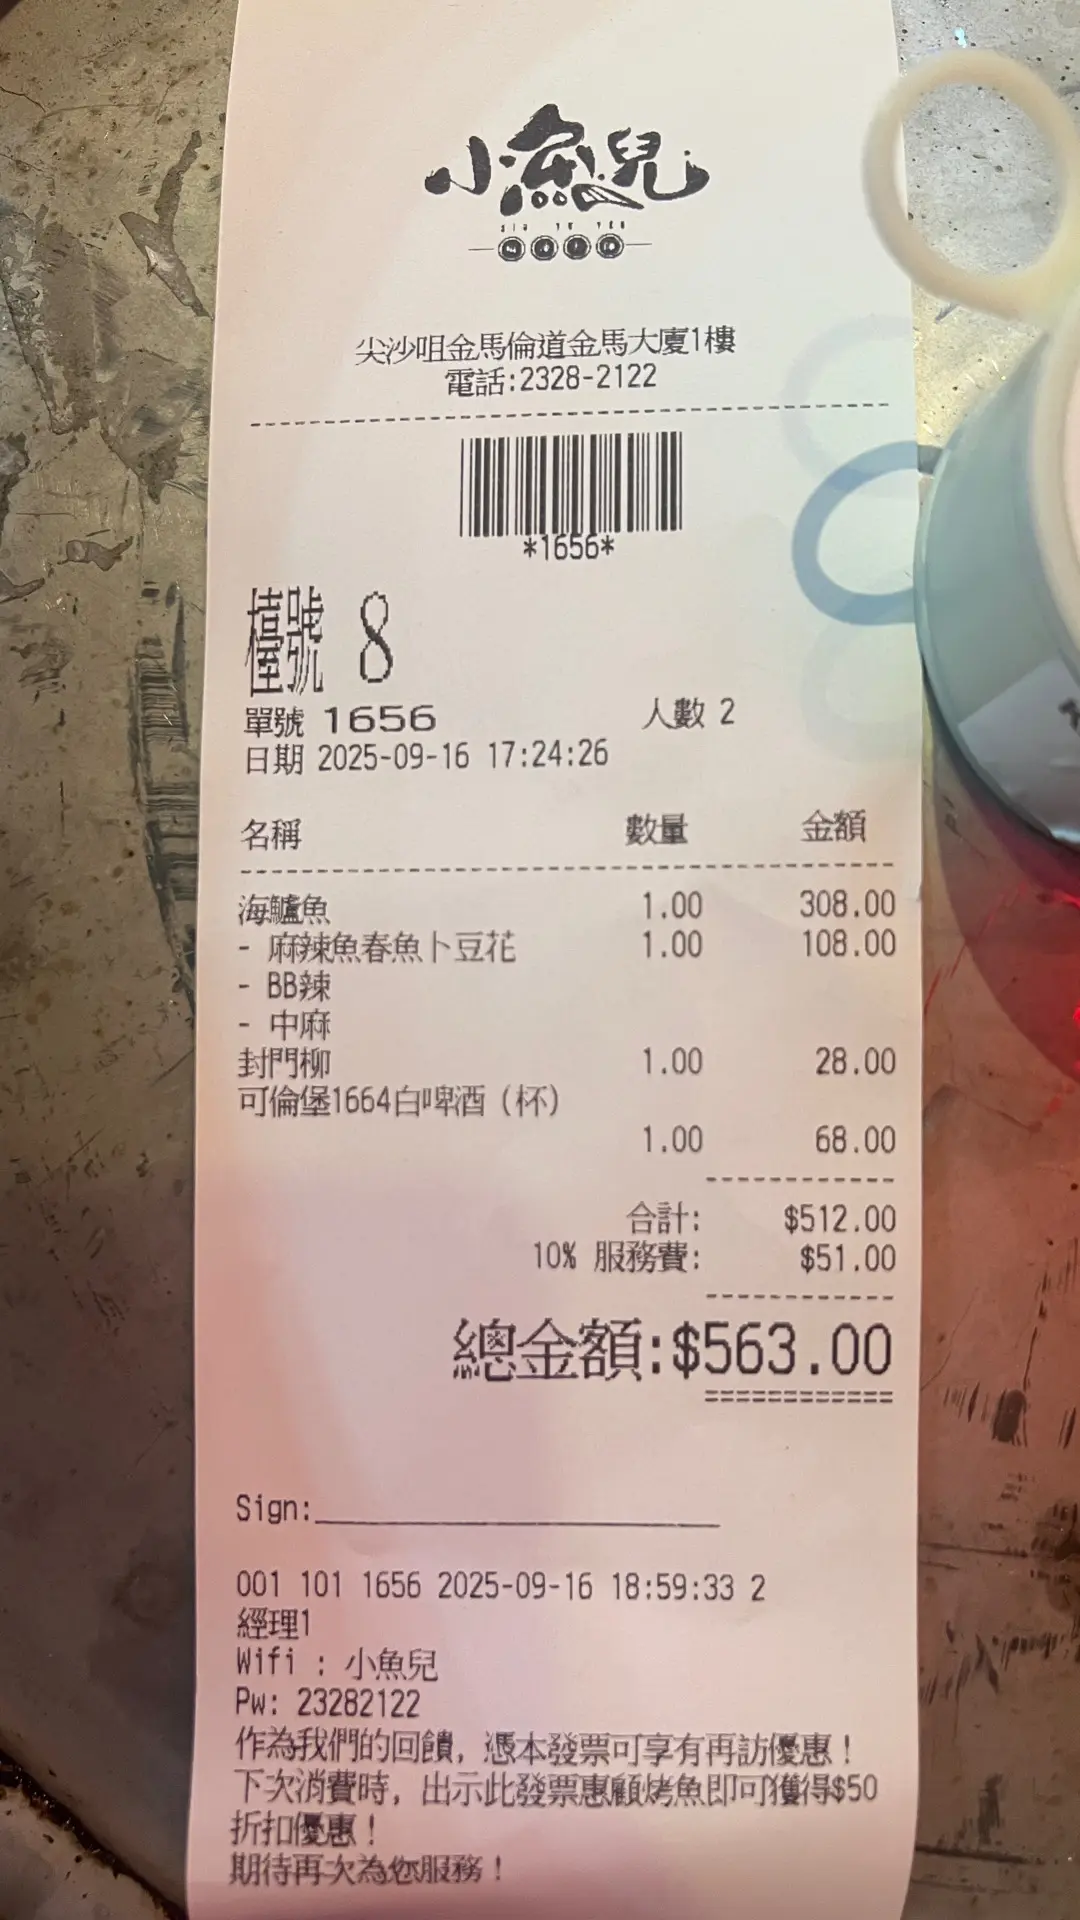 小魚兒
尖沙咀金馬倫道金馬大廈1樓
電話:2328-2122
*1656*
檯號 8
單號 1656 人數 2
日期 2025-09-16 17:24:26
名稱 數量 金額
海鱸魚 1.00 308.00
- 麻辣魚春魚卜豆花 1.00 108.00
- BB辣
- 中麻
封門柳 1.00 28.00
可倫堡1664白啤酒（杯）
1.00 68.00
合計: $512.00
10% 服務費: $51.00
總金額:$563.00
Sign:
001 101 1656 2025-09-16 18:59:33 2
經理1
Wifi : 小魚兒
Pw: 23282122
作為我們的回饋，憑本發票可享有再訪優惠！
下次消費時，出示此發票惠顧烤魚即可獲得$50
折扣優惠！
期待再次為您服務！